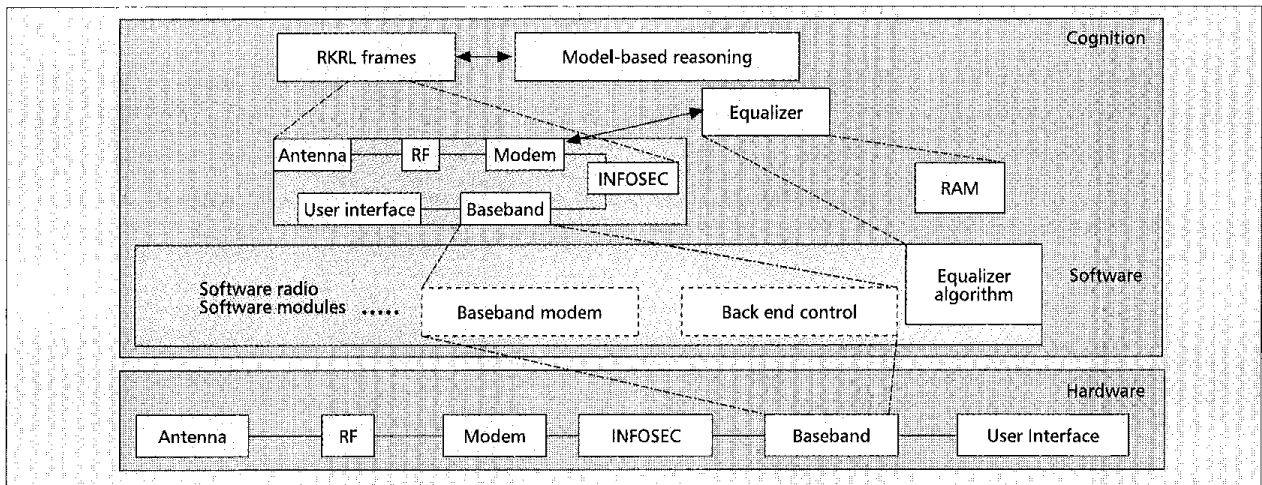 Cognition
RKRL frames
Model-based reasoning
Equalizer
Antenna
RF
Modem
INFOSEC
RAM
User interface
Baseband
Software radio
Software modules .....
Baseband modem
Back end control
Equalizer
algorithm
Software
Hardware
Antenna
RF
Modem
INFOSEC
Baseband
User Interface